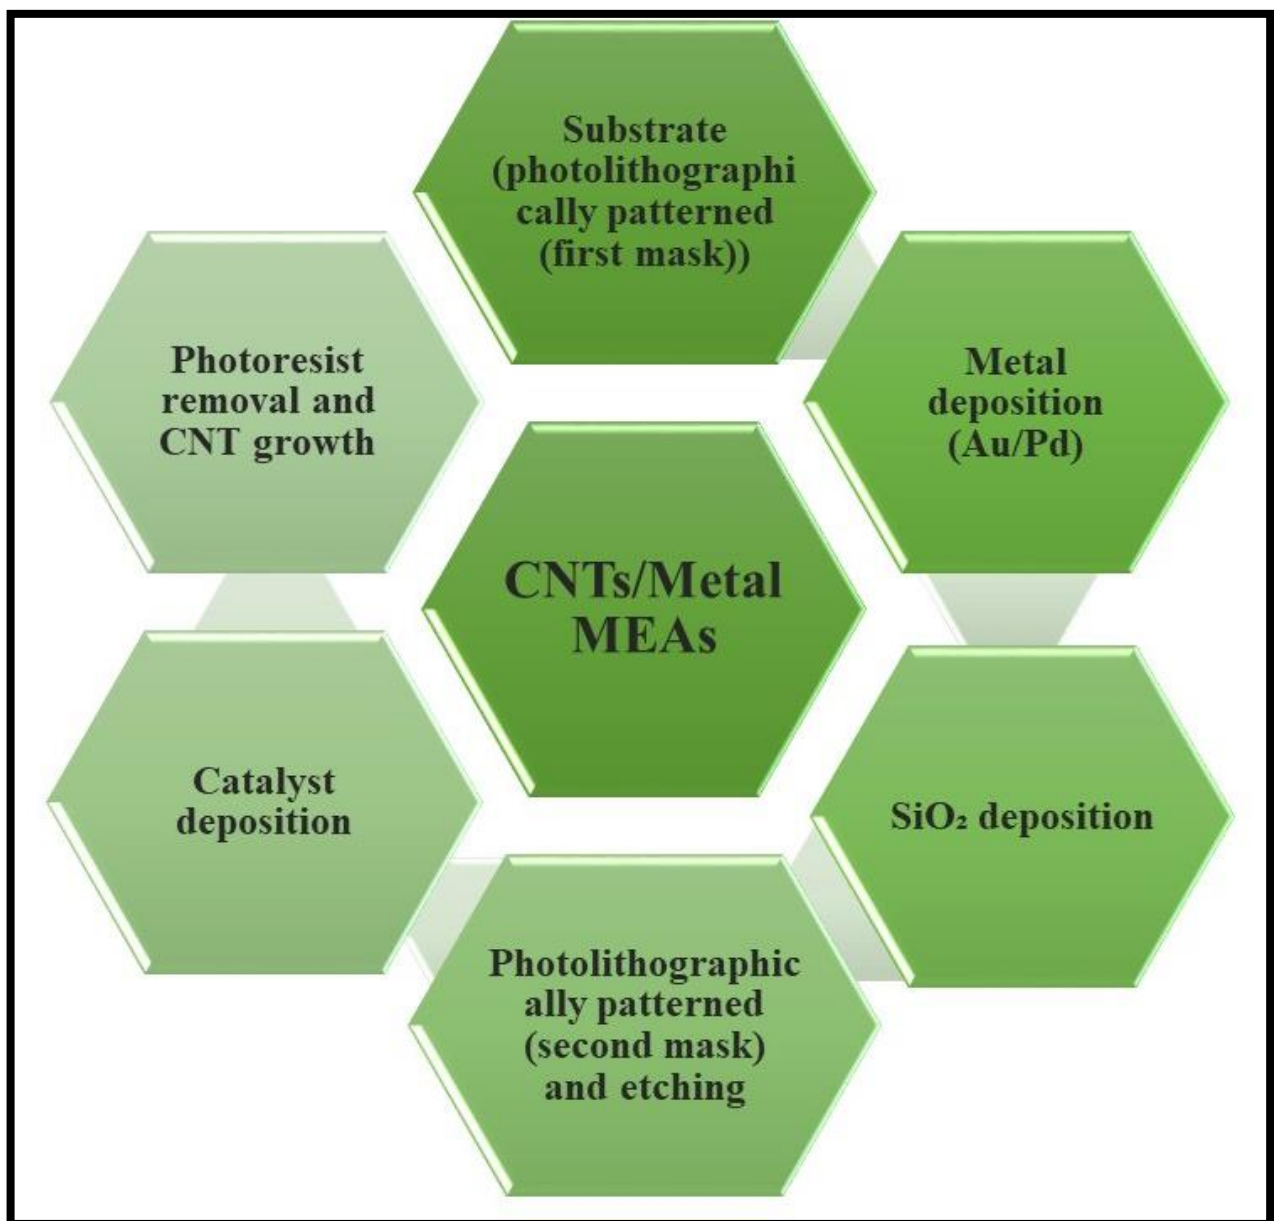 Substrate
(photolithographi
cally patterned
(first mask))
Metal
deposition
(Au/Pd)
SiO₂ deposition
Photolithographic
ally patterned
(second mask)
and etching
Catalyst
deposition
Photoresist
removal and
CNT growth
CNTs/Metal
MEAs